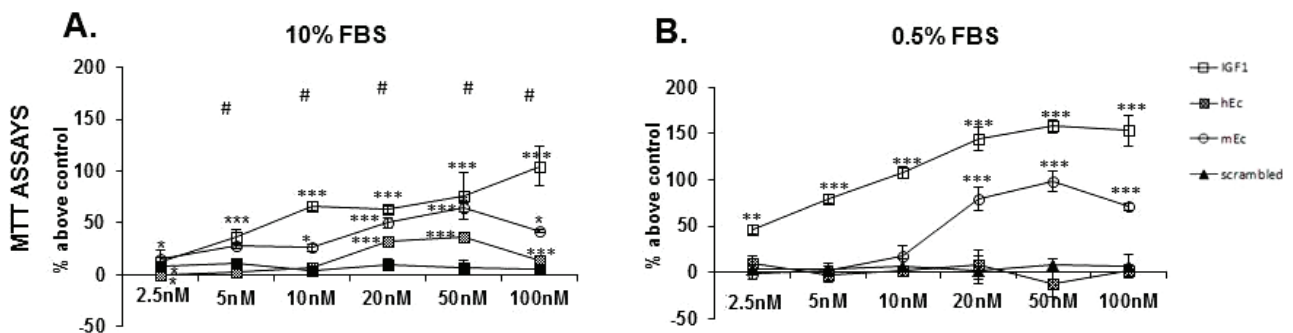 A.
10% FBS
MTT ASSAYS
% above control
200
150
100
50
0
-50
# # # # #
*** *** *** *** ***
* *** * *** *** *
*** *** ***
* *
2.5nM 5nM 10nM 20nM 50nM 100nM
B.
0.5% FBS
% above control
200
150
100
50
0
-50
** *** *** *** *** ***
*** *** ***
2.5nM 5nM 10nM 20nM 50nM 100nM
IGF1
hEc
mEc
scrambled